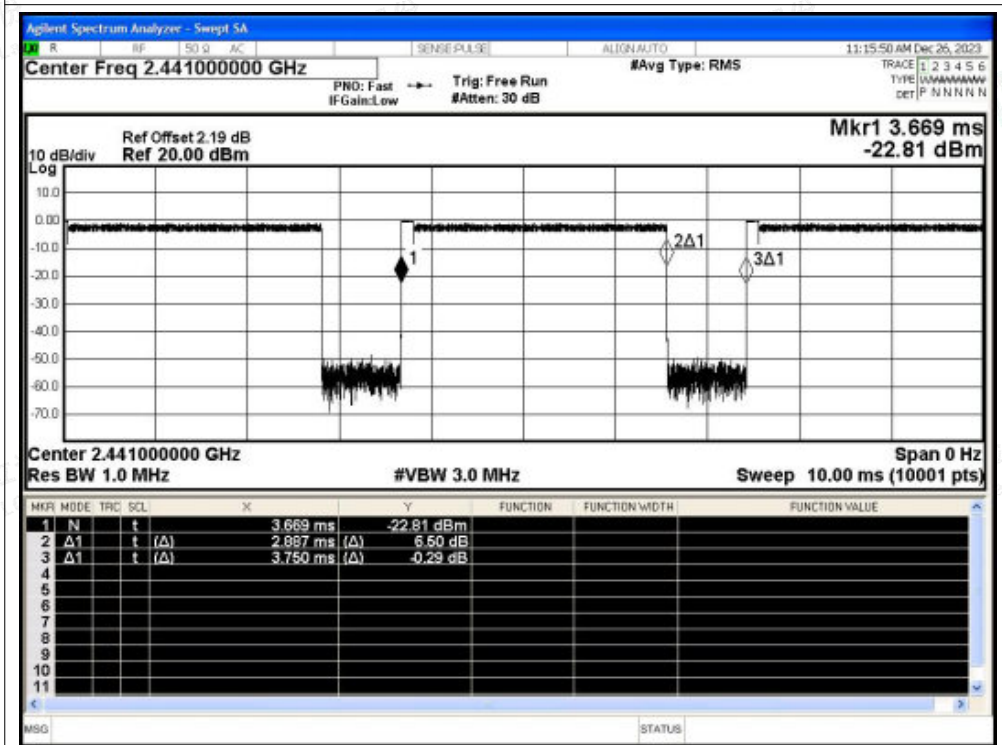 Agilent Spectrum Analyzer - Swept SA
R RF 50 Ω AC SENSE:PULSE ALIGN AUTO 11:15:50 AM Dec 26, 2023
Center Freq 2.441000000 GHz #Avg Type: RMS TRACE 1 2 3 4 5 6
PNO: Fast Trig: Free Run TYPE
IFGain:Low #Atten: 30 dB DET P N N N N N
Mkr1 3.669 ms
-22.81 dBm
Ref Offset 2.19 dB
10 dB/div Ref 20.00 dBm
Log
10.0
0.00
-10.0
-20.0
-30.0
-40.0
-50.0
-60.0
-70.0
1
2Δ1
3Δ1
Center 2.441000000 GHz Span 0 Hz
Res BW 1.0 MHz #VBW 3.0 MHz Sweep 10.00 ms (10001 pts)
MKR MODE TRC SCL X Y FUNCTION FUNCTION WIDTH FUNCTION VALUE
1 N t 3.669 ms -22.81 dBm
2 Δ1 t (Δ) 2.887 ms (Δ) 6.50 dB
3 Δ1 t (Δ) 3.750 ms (Δ) -0.29 dB
4
5
6
7
8
9
10
11
MSG STATUS